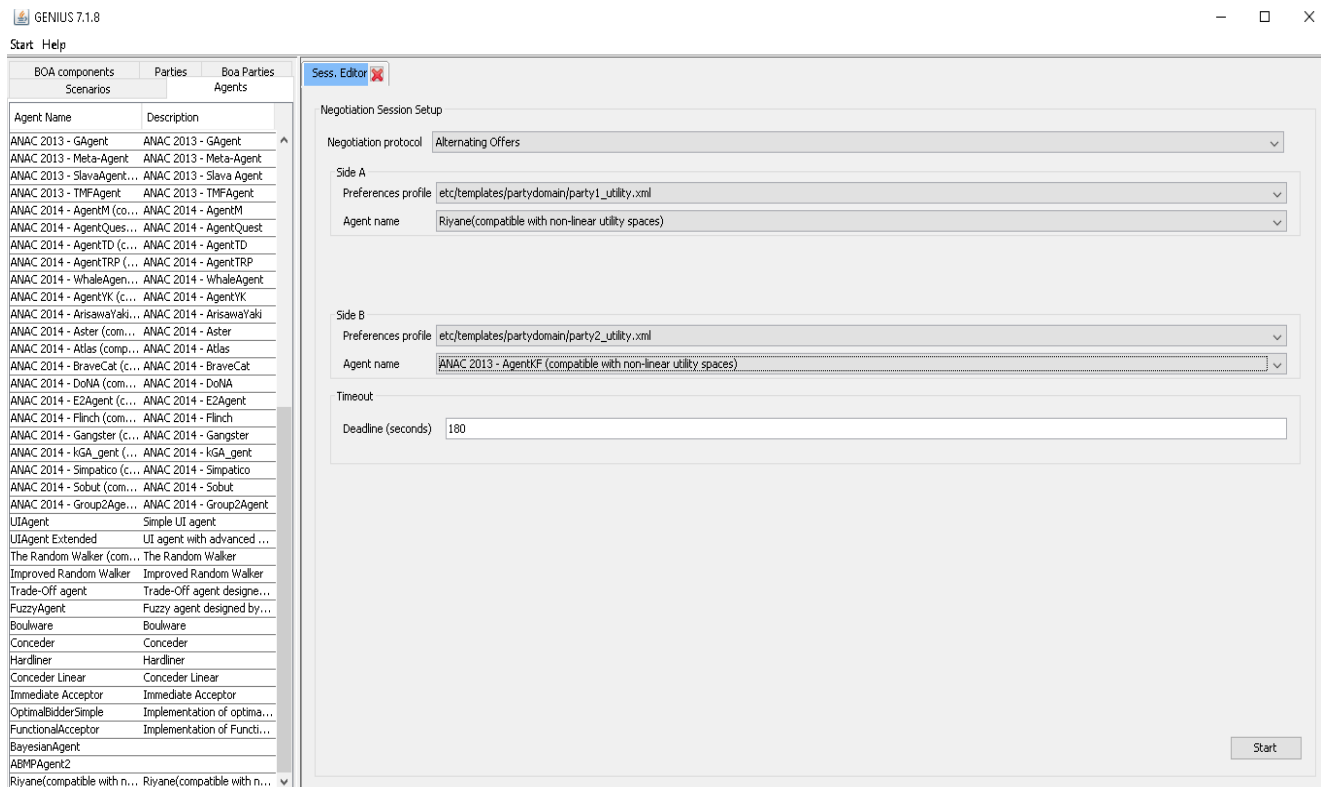 GENIUS 7.1.8
Start Help
BOA components Parties Boa Parties
Scenarios Agents
Agent Name Description
ANAC 2013 - GAgent ANAC 2013 - GAgent
ANAC 2013 - Meta-Agent ANAC 2013 - Meta-Agent
ANAC 2013 - SlavaAgent... ANAC 2013 - Slava Agent
ANAC 2013 - TMFAgent ANAC 2013 - TMFAgent
ANAC 2014 - AgentM (co... ANAC 2014 - AgentM
ANAC 2014 - AgentQues... ANAC 2014 - AgentQuest
ANAC 2014 - AgentTD (c... ANAC 2014 - AgentTD
ANAC 2014 - AgentTRP (... ANAC 2014 - AgentTRP
ANAC 2014 - WhaleAgen... ANAC 2014 - WhaleAgent
ANAC 2014 - AgentYK (c... ANAC 2014 - AgentYK
ANAC 2014 - ArisawaYaki... ANAC 2014 - ArisawaYaki
ANAC 2014 - Aster (com... ANAC 2014 - Aster
ANAC 2014 - Atlas (comp... ANAC 2014 - Atlas
ANAC 2014 - BraveCat (c... ANAC 2014 - BraveCat
ANAC 2014 - DoNA (com... ANAC 2014 - DoNA
ANAC 2014 - E2Agent (c... ANAC 2014 - E2Agent
ANAC 2014 - Flinch (com... ANAC 2014 - Flinch
ANAC 2014 - Gangster (c... ANAC 2014 - Gangster
ANAC 2014 - kGA_gent (... ANAC 2014 - kGA_gent
ANAC 2014 - Simpatico (c... ANAC 2014 - Simpatico
ANAC 2014 - Sobut (com... ANAC 2014 - Sobut
ANAC 2014 - Group2Age... ANAC 2014 - Group2Agent
UIAgent Simple UI agent
UIAgent Extended UI agent with advanced ...
The Random Walker (com... The Random Walker
Improved Random Walker Improved Random Walker
Trade-Off agent Trade-Off agent designe...
FuzzyAgent Fuzzy agent designed by...
Boulware Boulware
Conceder Conceder
Hardliner Hardliner
Conceder Linear Conceder Linear
Immediate Acceptor Immediate Acceptor
OptimalBidderSimple Implementation of optima...
FunctionalAcceptor Implementation of Functi...
BayesianAgent
ABMPAgent2
Riyane(compatible with n... Riyane(compatible with n...
Sess. Editor
Negotiation Session Setup
Negotiation protocol Alternating Offers
Side A
Preferences profile etc/templates/partydomain/party1_utility.xml
Agent name Riyane(compatible with non-linear utility spaces)
Side B
Preferences profile etc/templates/partydomain/party2_utility.xml
Agent name ANAC 2013 - AgentKF (compatible with non-linear utility spaces)
Timeout
Deadline (seconds) 180
Start